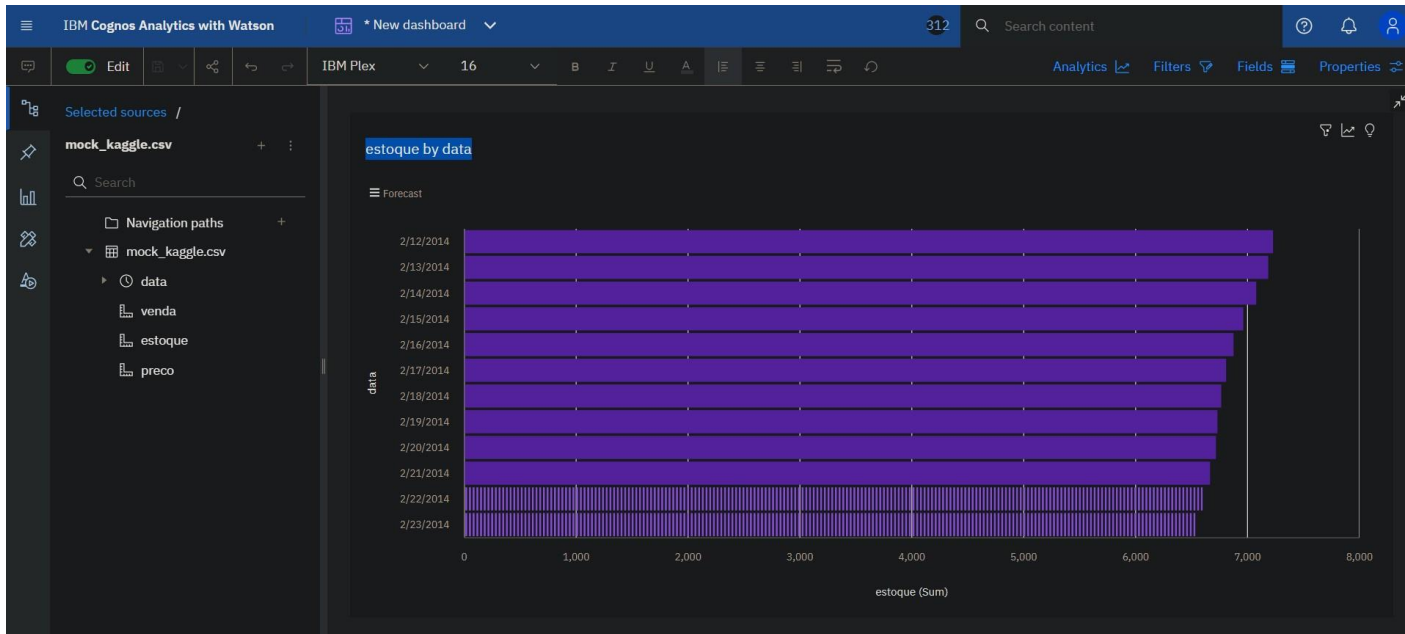 IBM Cognos Analytics with Watson
* New dashboard
312
Search content
Edit
IBM Plex
16
B I U A
Analytics
Filters
Fields
Properties
Selected sources /
mock_kaggle.csv
Search
Navigation paths
mock_kaggle.csv
data
venda
estoque
preco
estoque by data
Forecast
data
2/12/2014
2/13/2014
2/14/2014
2/15/2014
2/16/2014
2/17/2014
2/18/2014
2/19/2014
2/20/2014
2/21/2014
2/22/2014
2/23/2014
0 1,000 2,000 3,000 4,000 5,000 6,000 7,000 8,000
estoque (Sum)